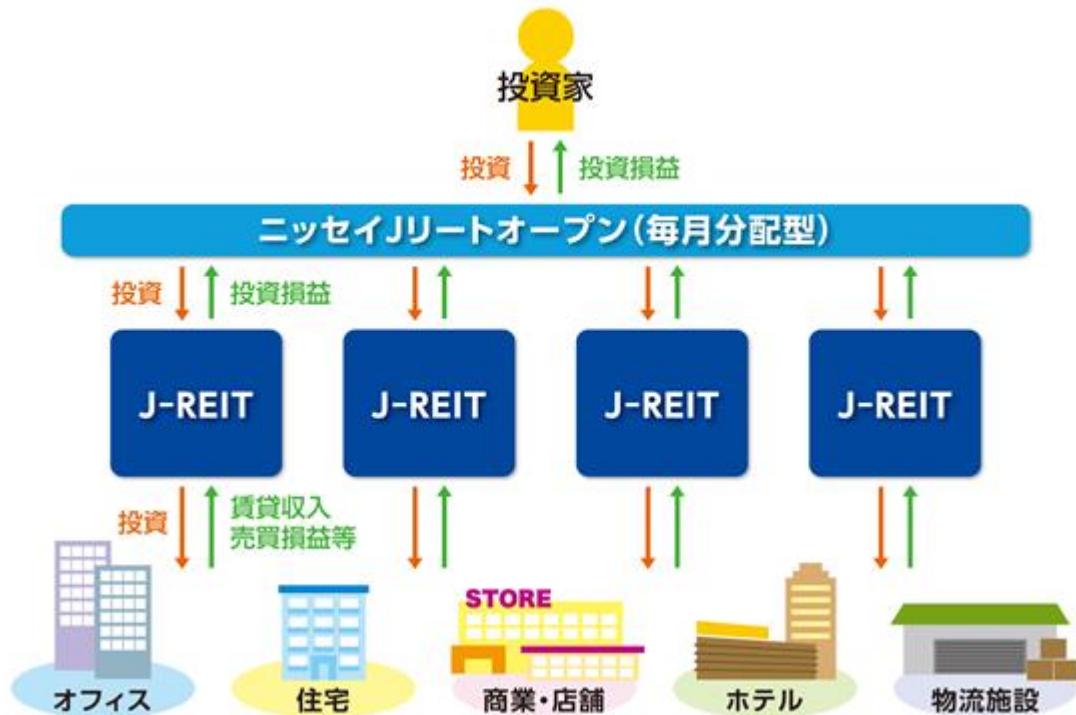 投資家
投資
投資損益
ニッセイJリートオープン(毎月分配型)
投資
投資損益
J-REIT
J-REIT
J-REIT
J-REIT
投資
賃貸収入
売買損益等
STORE
オフィス
住宅
商業・店舗
ホテル
物流施設